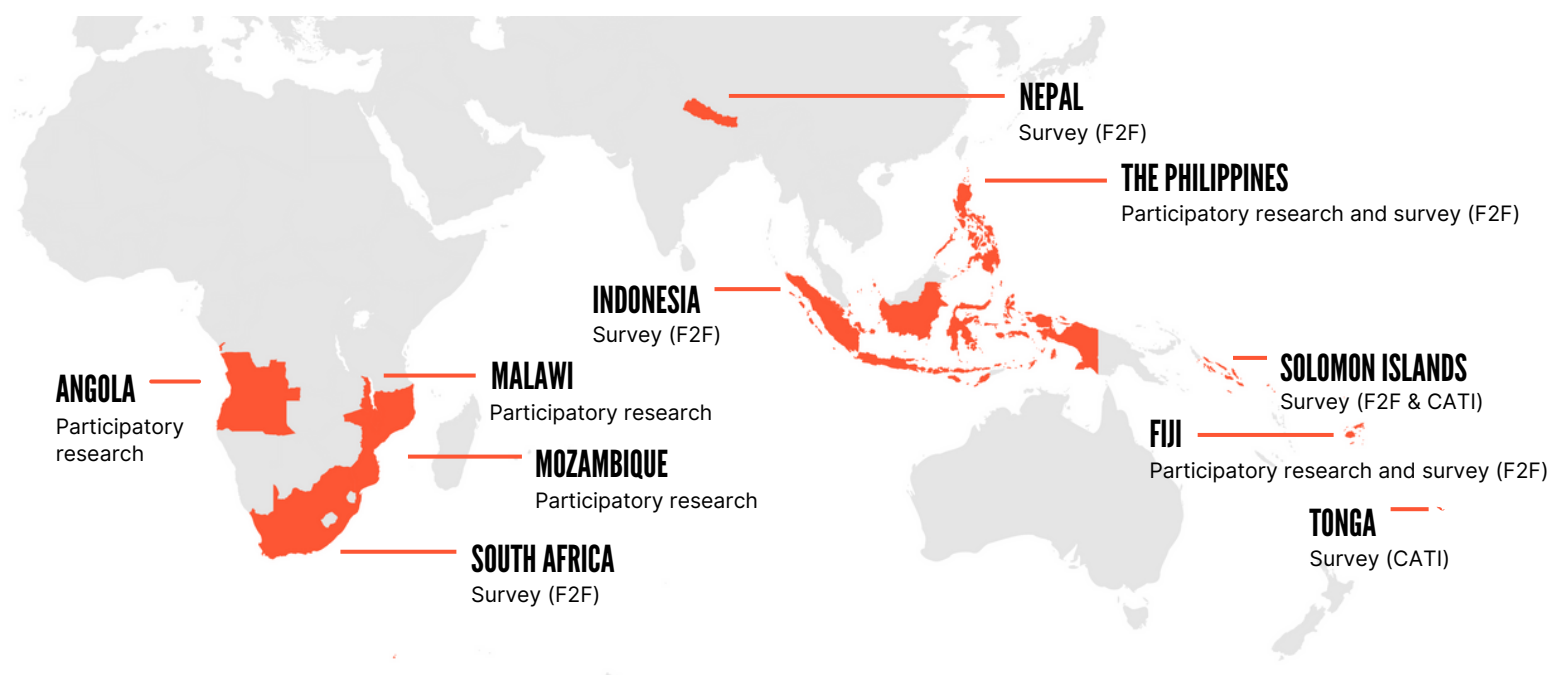 NEPAL
Survey (F2F)
THE PHILIPPINES
Participatory research and survey (F2F)
INDONESIA
Survey (F2F)
SOLOMON ISLANDS
Survey (F2F & CATI)
ANGOLA
Participatory
research
MALAWI
Participatory research
FIJI
Participatory research and survey (F2F)
MOZAMBIQUE
Participatory research
TONGA
Survey (CATI)
SOUTH AFRICA
Survey (F2F)